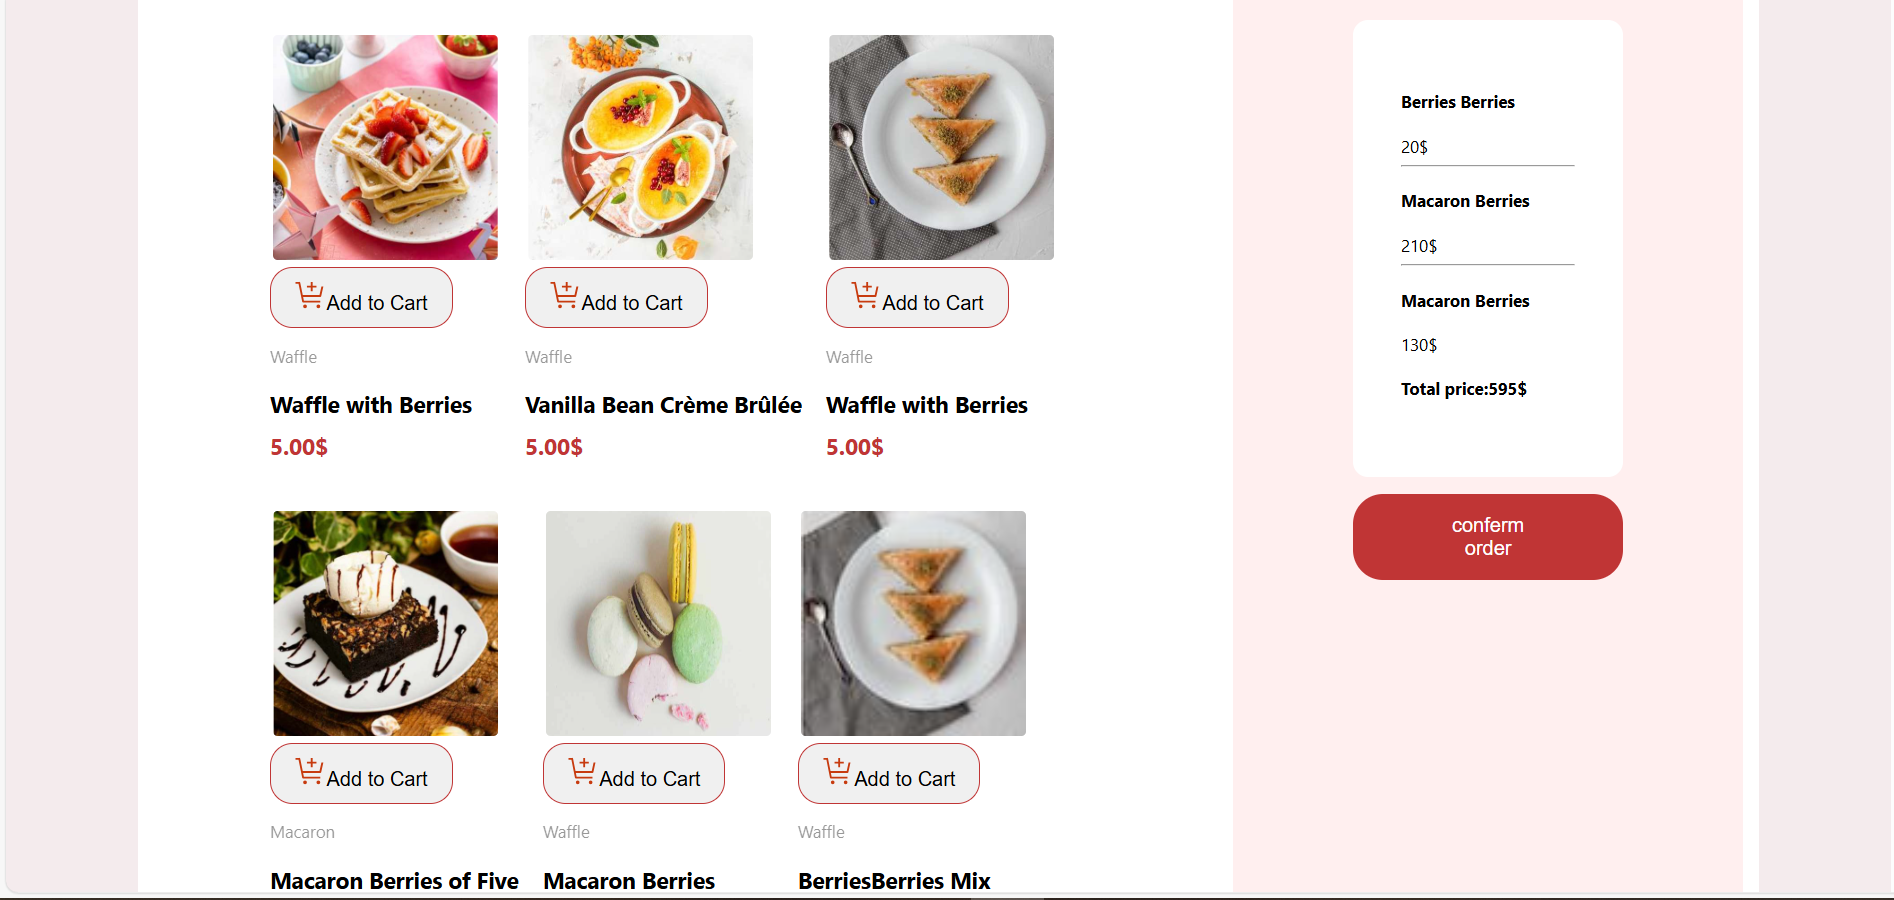 Add to Cart
Add to Cart
Add to Cart
Waffle
Waffle
Waffle
Waffle with Berries
Vanilla Bean Crème Brûlée
Waffle with Berries
5.00$
5.00$
5.00$
Add to Cart
Add to Cart
Add to Cart
Macaron
Waffle
Waffle
Macaron Berries of Five
Macaron Berries
BerriesBerries Mix
Berries Berries
20$
Macaron Berries
210$
Macaron Berries
130$
Total price:595$
conferm
order